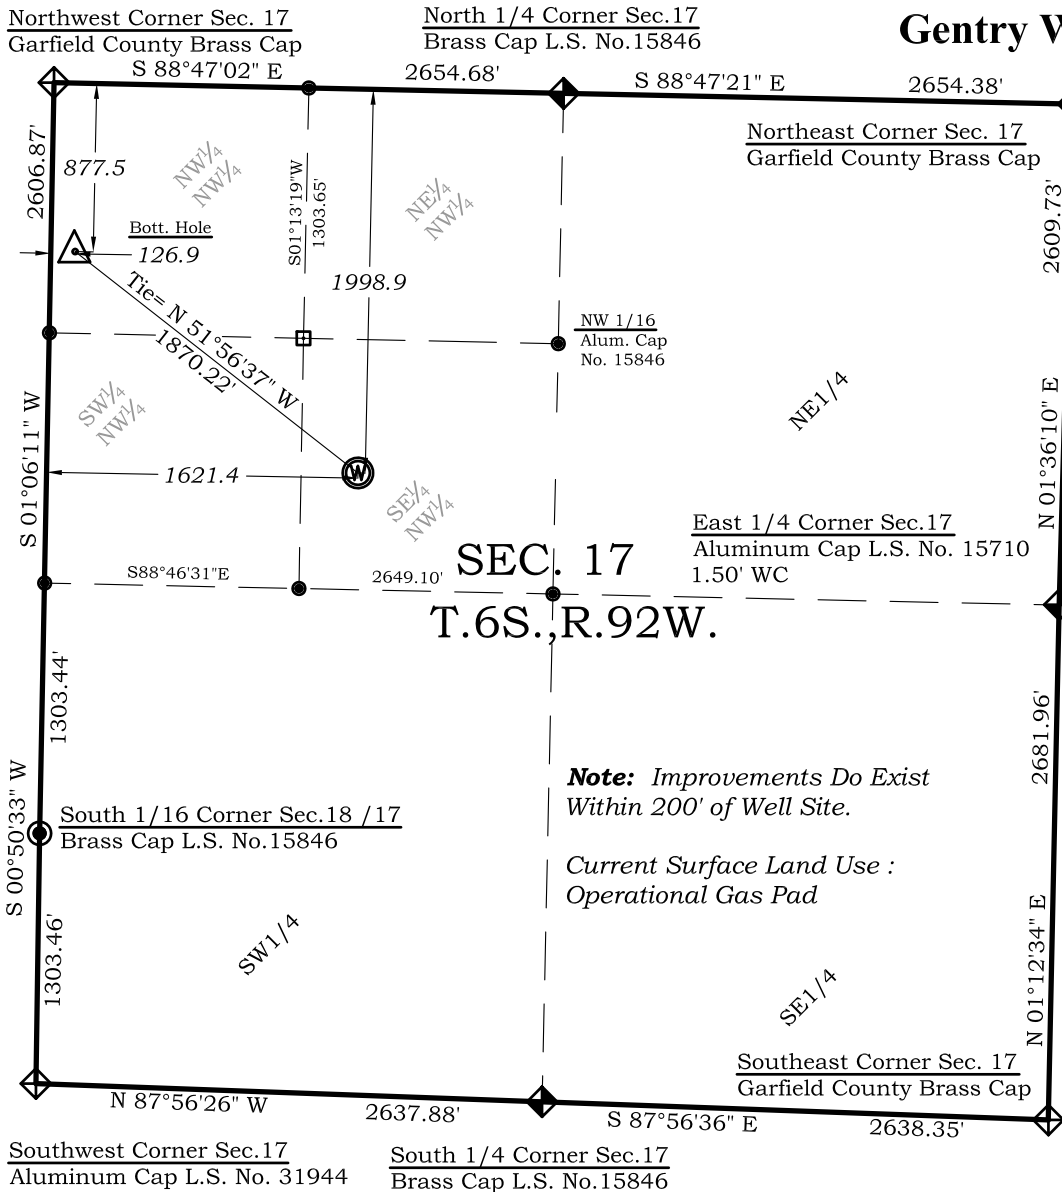 Northwest Corner Sec. 17
Garfield County Brass Cap
North 1/4 Corner Sec.17
Brass Cap L.S. No.15846
Gentry
S 88°47'02" E
2654.68'
S 88°47'21" E
2654.38'
Northeast Corner Sec. 17
Garfield County Brass Cap
2606.87'
877.5
NW¼
NW¼
S01°13'19"W
1303.65'
NE¼
NW¼
2609.73'
Bott. Hole
126.9
1998.9
Tie= N 51°56'37" W
1870.22'
NW 1/16
Alum. Cap
No. 15846
SW¼
NW¼
NE1/4
S 01°06'11" W
N 01°36'10" E
1621.4
W
SE¼
NW¼
East 1/4 Corner Sec.17
Aluminum Cap L.S. No. 15710
1.50' WC
S88°46'31"E
2649.10'
SEC. 17
T.6S.,R.92W.
1303.44'
2681.96'
Note: Improvements Do Exist
Within 200' of Well Site.
Current Surface Land Use :
Operational Gas Pad
S 00°50'33" W
South 1/16 Corner Sec.18 /17
Brass Cap L.S. No.15846
1303.46'
SW1/4
SE1/4
N 01°12'34" E
Southeast Corner Sec. 17
Garfield County Brass Cap
N 87°56'26" W
2637.88'
S 87°56'36" E
2638.35'
Southwest Corner Sec.17
Aluminum Cap L.S. No. 31944
South 1/4 Corner Sec.17
Brass Cap L.S. No.15846